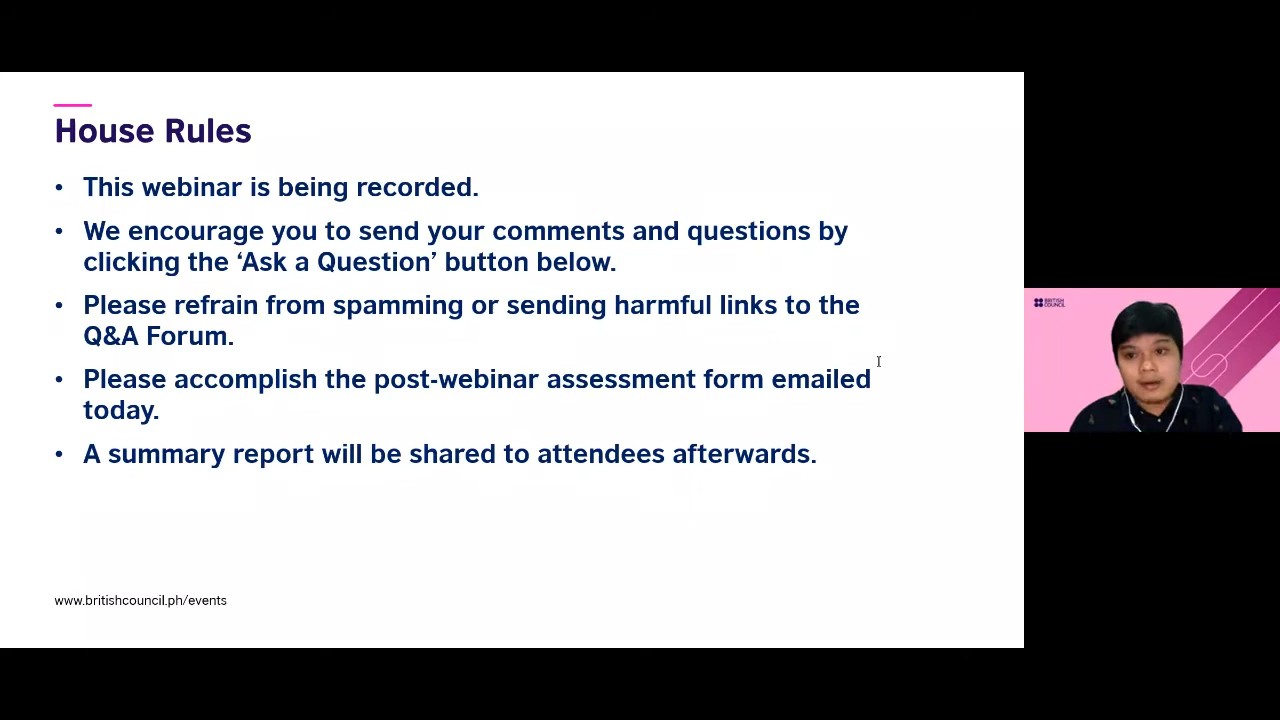 House Rules
• This webinar is being recorded.
• We encourage you to send your comments and questions by
clicking the ‘Ask a Question’ button below.
• Please refrain from spamming or sending harmful links to the
Q&A Forum.
• Please accomplish the post-webinar assessment form emailed
today.
• A summary report will be shared to attendees afterwards.
www.britishcouncil.ph/events
BRITISH
COUNCIL